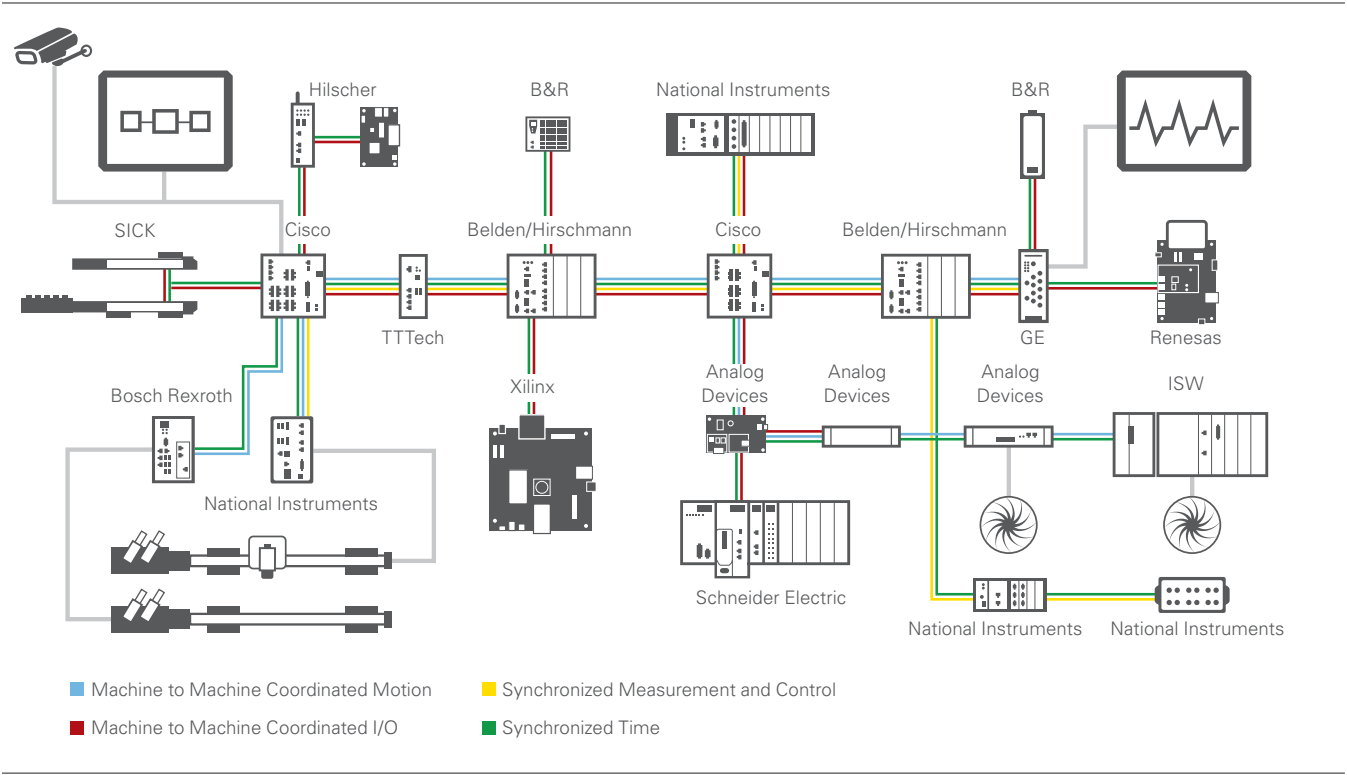 Hilscher
B&R
National Instruments
B&R
SICK
Cisco
Belden/Hirschmann
Cisco
Belden/Hirschmann
TTTech
GE
Renesas
Bosch Rexroth
Xilinx
Analog
Devices
Analog
Devices
Analog
Devices
ISW
National Instruments
Schneider Electric
National Instruments
National Instruments
Machine to Machine Coordinated Motion
Synchronized Measurement and Control
Machine to Machine Coordinated I/O
Synchronized Time